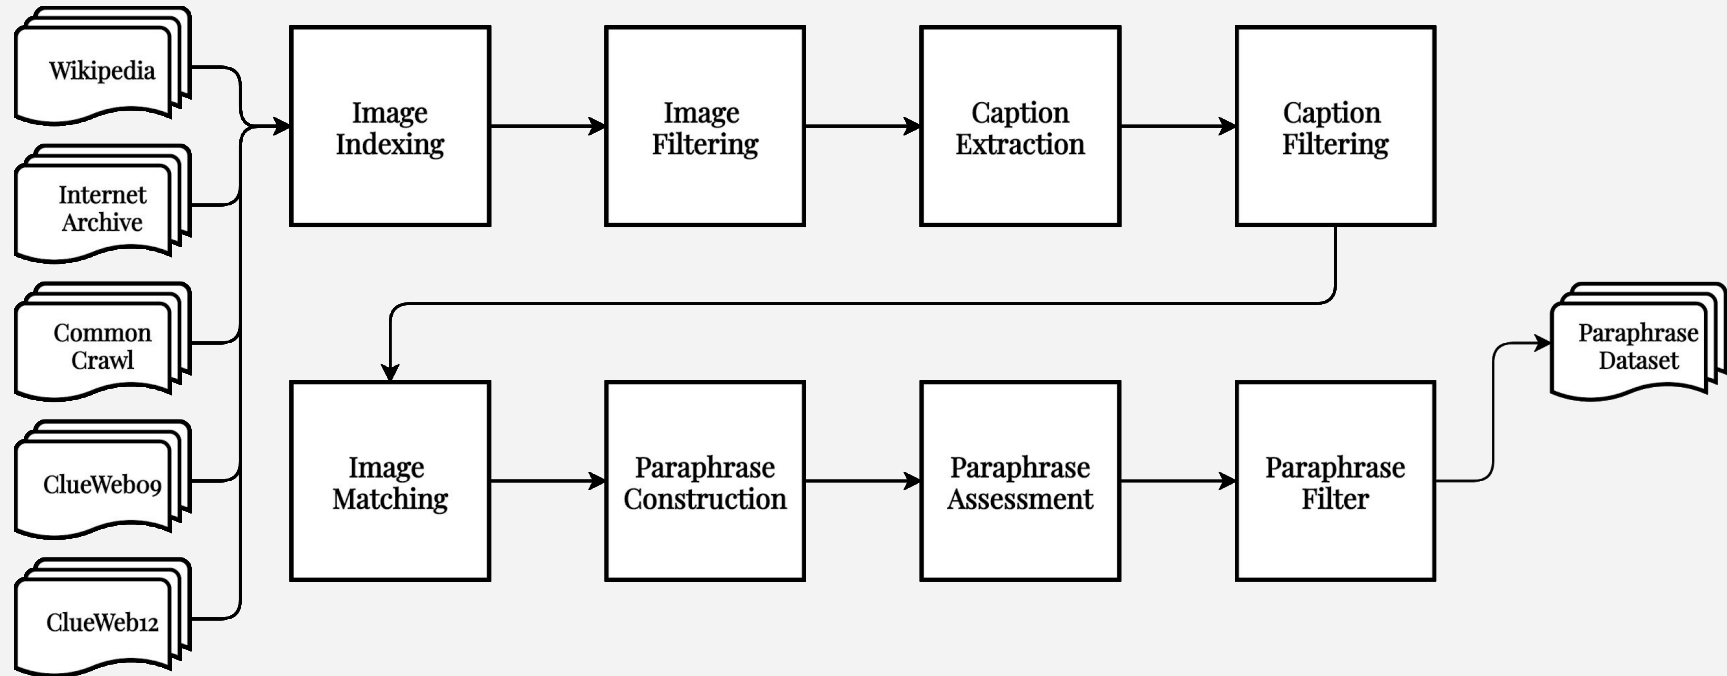 Wikipedia
Internet
Archive
Common
Crawl
ClueWeb09
ClueWeb12
Image
Indexing
Image
Filtering
Caption
Extraction
Caption
Filtering
Image
Matching
Paraphrase
Construction
Paraphrase
Assessment
Paraphrase
Filter
Paraphrase
Dataset